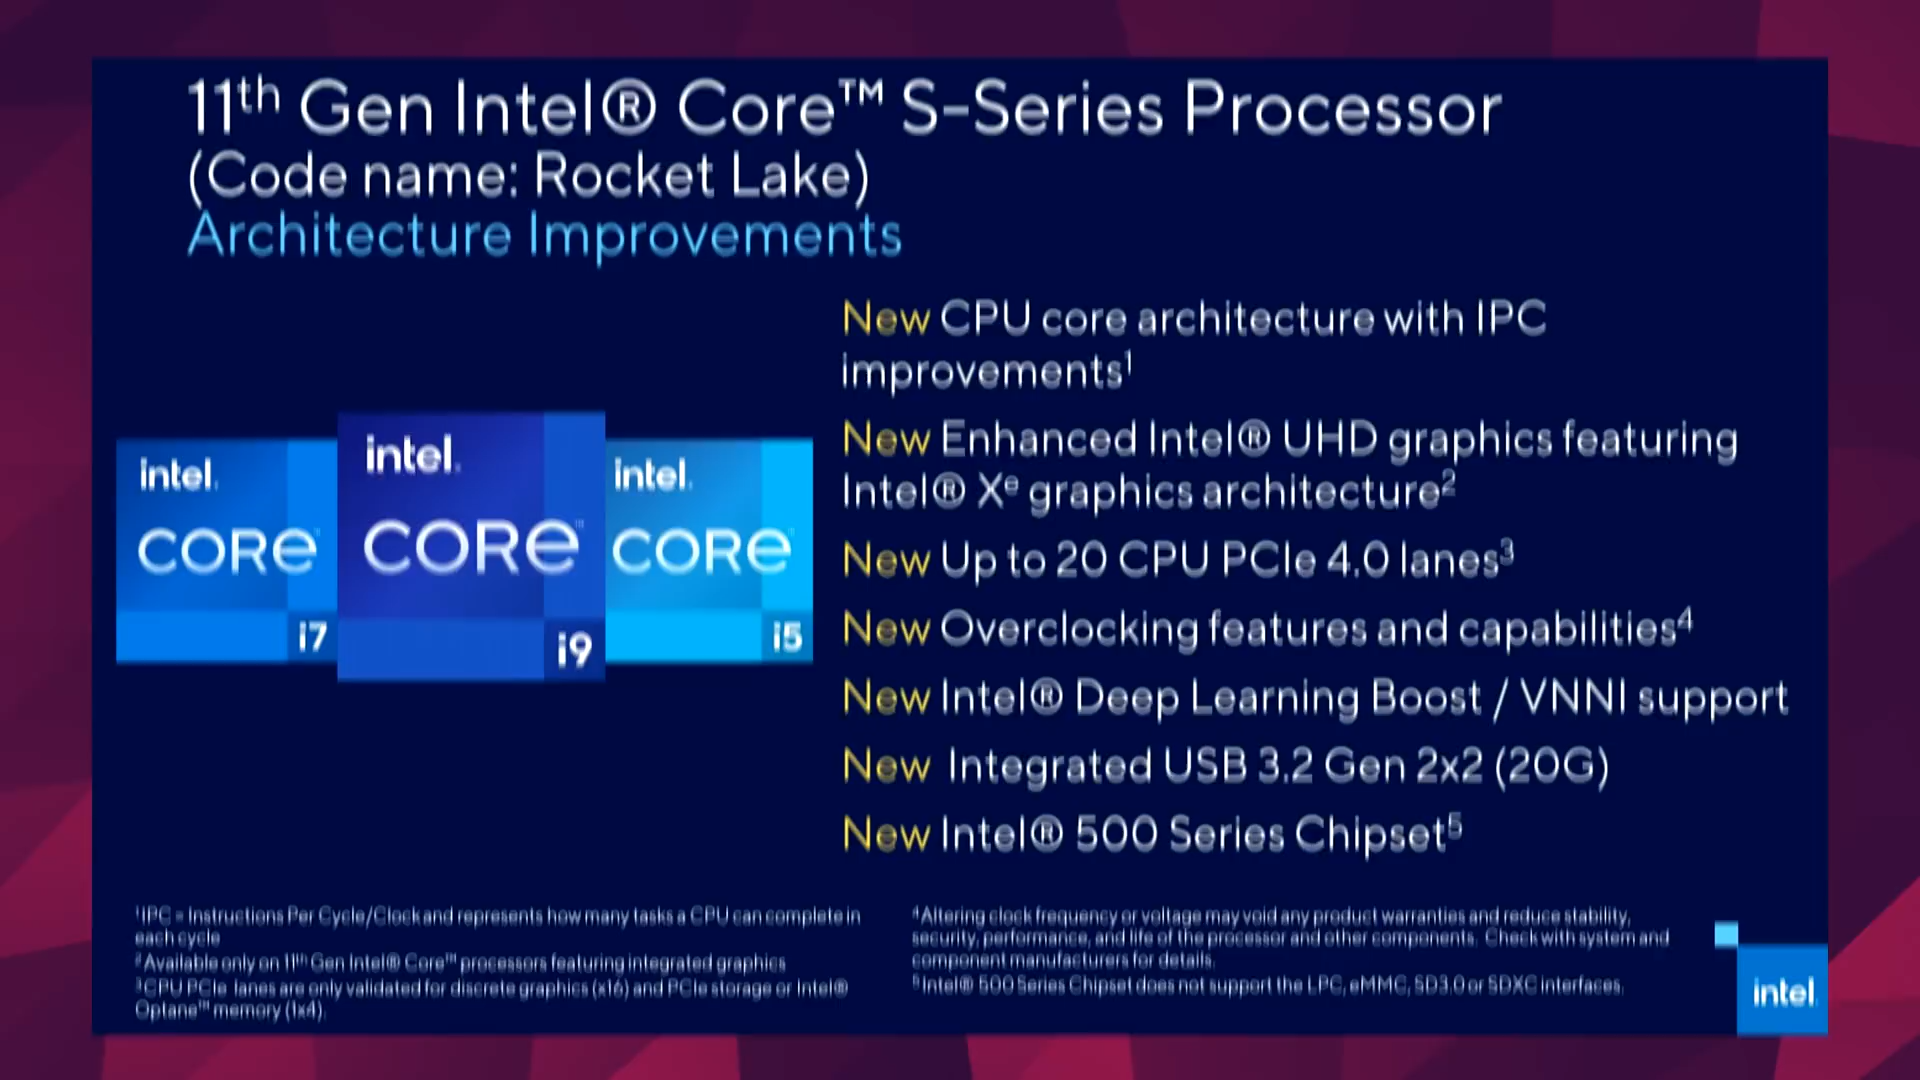 11th Gen Intel® Core™ S-Series Processor
(Code name: Rocket Lake)
Architecture Improvements
New CPU core architecture with IPC
improvements¹
New Enhanced Intel® UHD graphics featuring
Intel® Xᵉ graphics architecture²
New Up to 20 CPU PCIe 4.0 lanes³
New Overclocking features and capabilities⁴
New Intel® Deep Learning Boost / VNNI support
New Integrated USB 3.2 Gen 2x2 (20G)
New Intel® 500 Series Chipset⁵
intel.
CORE™
i7
intel.
CORE™
i9
intel.
CORE™
i5
¹IPC = Instructions Per Cycle/Clock and represents how many tasks a CPU can complete in
each cycle
²Available only on 11th Gen Intel® Core™ processors featuring integrated graphics
³CPU PCIe lanes are only validated for discrete graphics (x16) and PCIe storage or Intel®
Optane™ memory (1x4).
⁴Altering clock frequency or voltage may void any product warranties and reduce stability,
security, performance, and life of the processor and other components. Check with system and
component manufacturers for details.
⁵Intel® 500 Series Chipset does not support the LPC, eMMC, SD3.0 or SDXC interfaces.
intel.